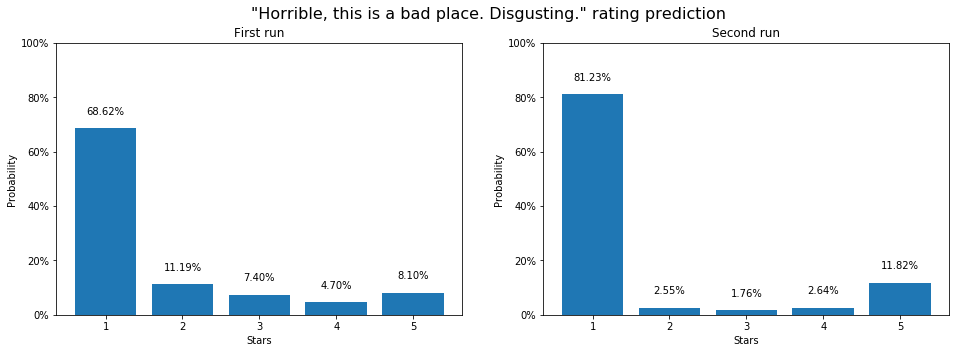 "Horrible, this is a bad place. Disgusting." rating prediction
First run
100%
80%
60%
40%
20%
0%
Probability
68.62%
11.19%
7.40%
4.70%
8.10%
1 2 3 4 5
Stars
Second run
100%
80%
60%
40%
20%
0%
Probability
81.23%
2.55%
1.76%
2.64%
11.82%
1 2 3 4 5
Stars